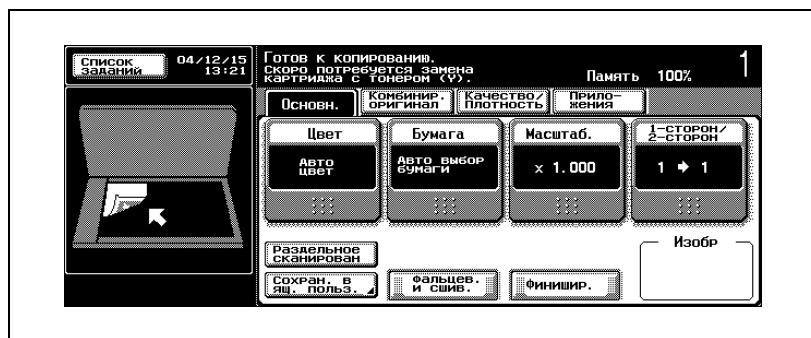 Список
заданий
04/12/15
13:21
Готов к копированию.
Скоро потребуется замена
картриджа с тонером (Y).
Память 100%
1
Основн.
Комбинир.
оригинал
Качество/
плотность
Прило-
жения
Цвет
Авто
цвет
Бумага
Авто выбор
бумаги
Масштаб.
x 1.000
1-сторон/
2-сторон
1 → 1
Раздельное
сканирован
Сохран. в
ящ. польз.
Фальцев.
и сшив.
Финишир.
Изобр